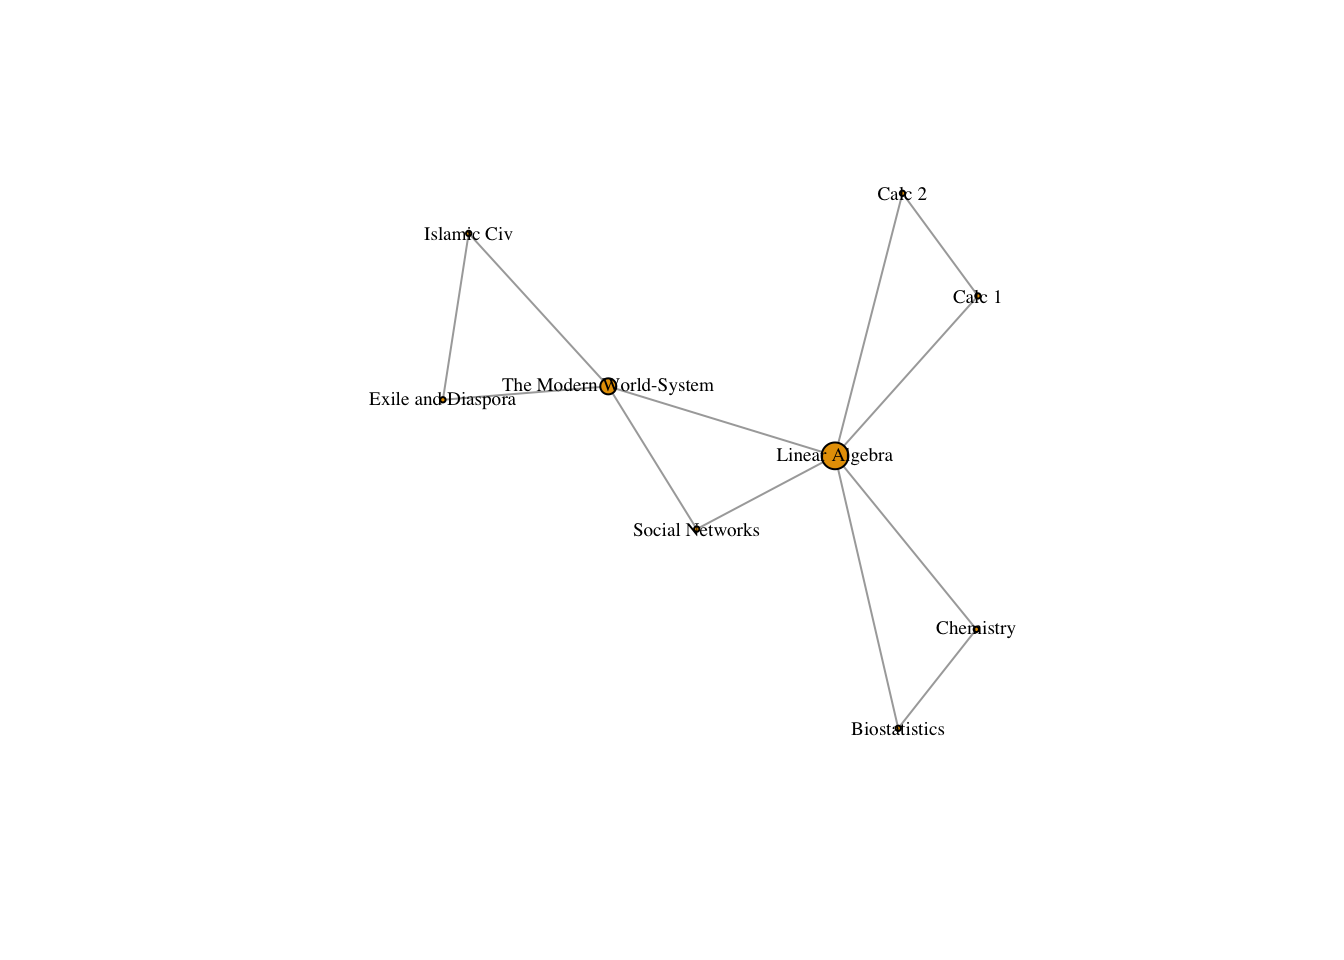 Calc 2
Islamic Civ
Calc 1
The Modern World-System
Exile and Diaspora
Linear Algebra
Social Networks
Chemistry
Biostatistics